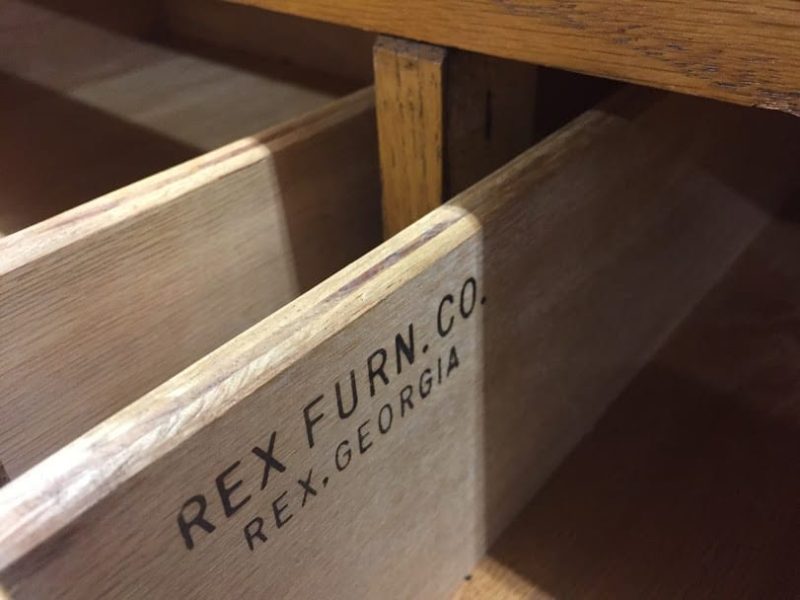 REX FURN. CO.
REX, GEORGIA